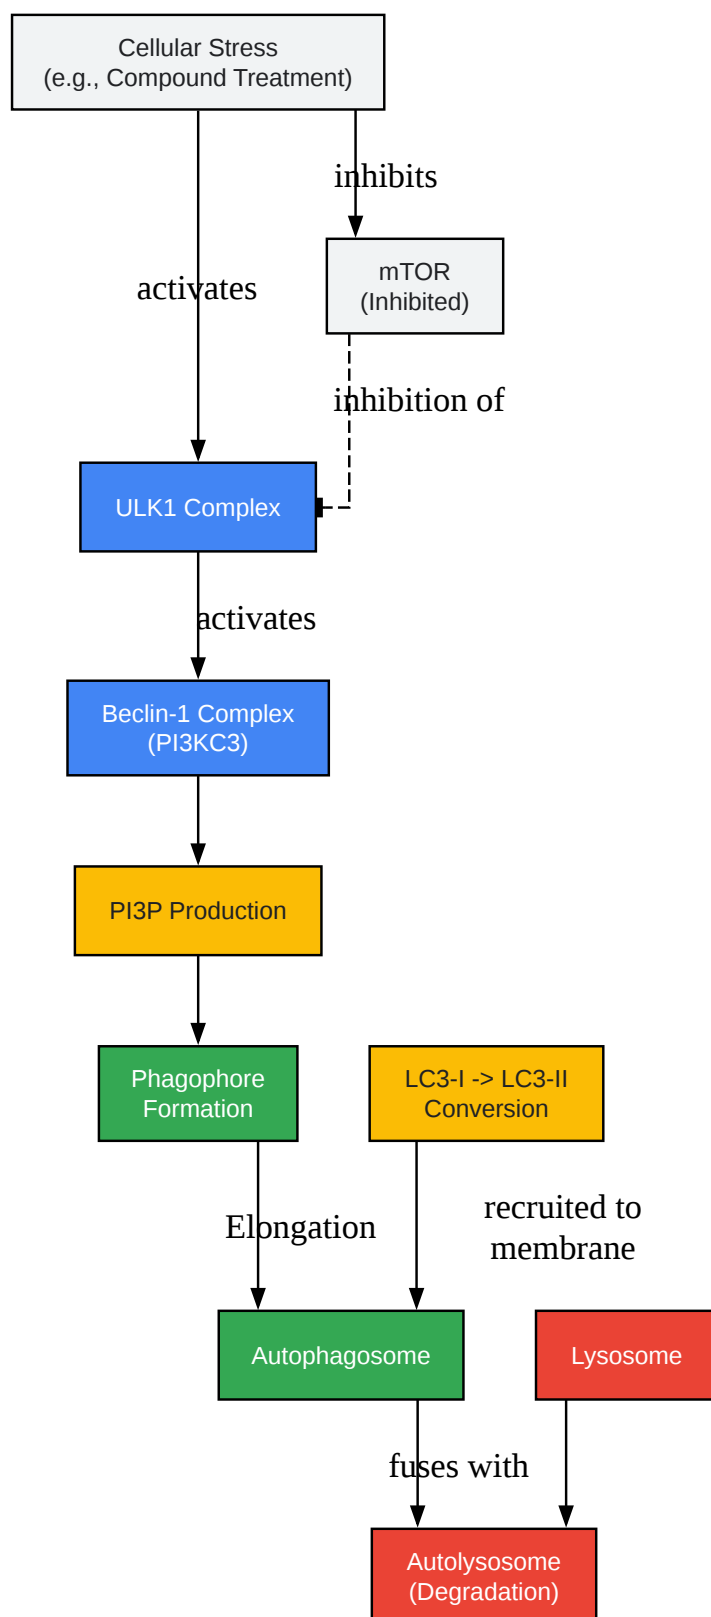 Cellular Stress
(e.g., Compound Treatment)
inhibits
mTOR
(Inhibited)
activates
inhibition of
ULK1 Complex
activates
Beclin-1 Complex
(PI3KC3)
PI3P Production
Phagophore
Formation
LC3-I -> LC3-II
Conversion
Elongation
recruited to
membrane
Autophagosome
Lysosome
fuses with
Autolysosome
(Degradation)